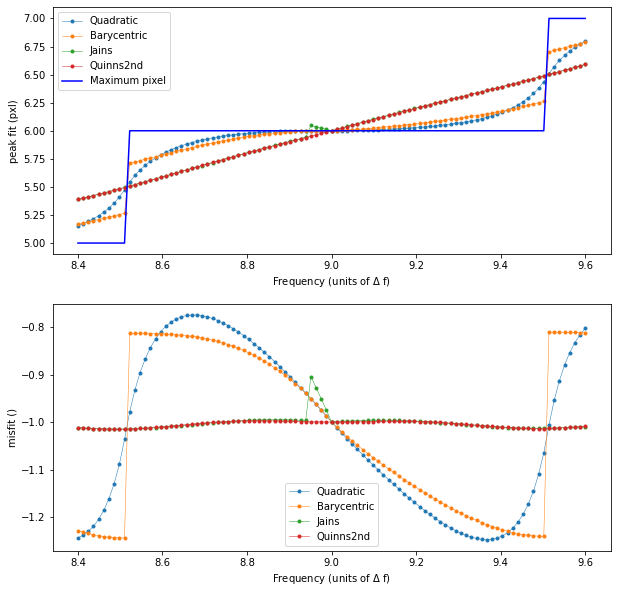 7.00
6.75
6.50
6.25
6.00
5.75
5.50
5.25
5.00
peak fit (pxl)
Quadratic
Barycentric
Jains
Quinns2nd
Maximum pixel
8.4 8.6 8.8 9.0 9.2 9.4 9.6
Frequency (units of Δ f)
−0.8
−0.9
−1.0
−1.1
−1.2
misfit ()
Quadratic
Barycentric
Jains
Quinns2nd
8.4 8.6 8.8 9.0 9.2 9.4 9.6
Frequency (units of Δ f)